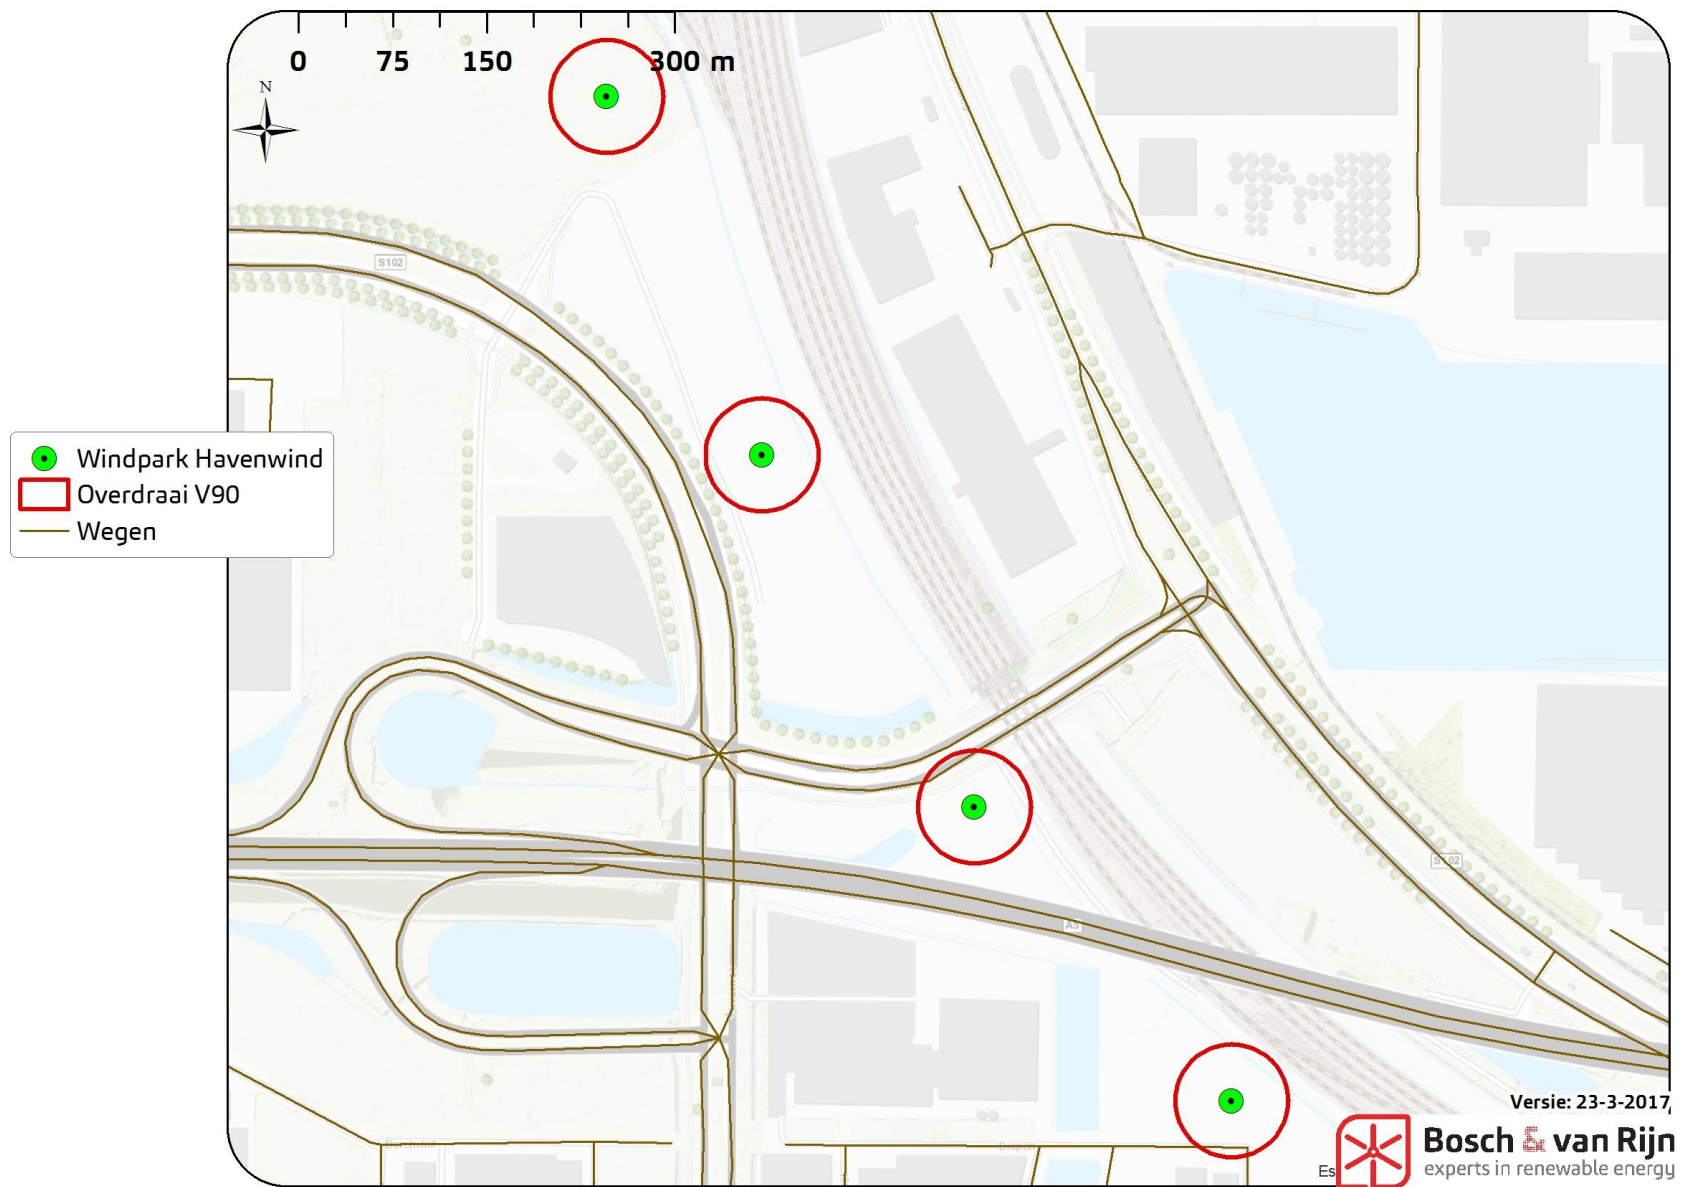 0 75 150 300 m
N
S102
Windpark Havenwind
Overdraai V90
Wegen
S102
A5
Versie: 23-3-2017
Bosch & van Rijn
experts in renewable energy
Es